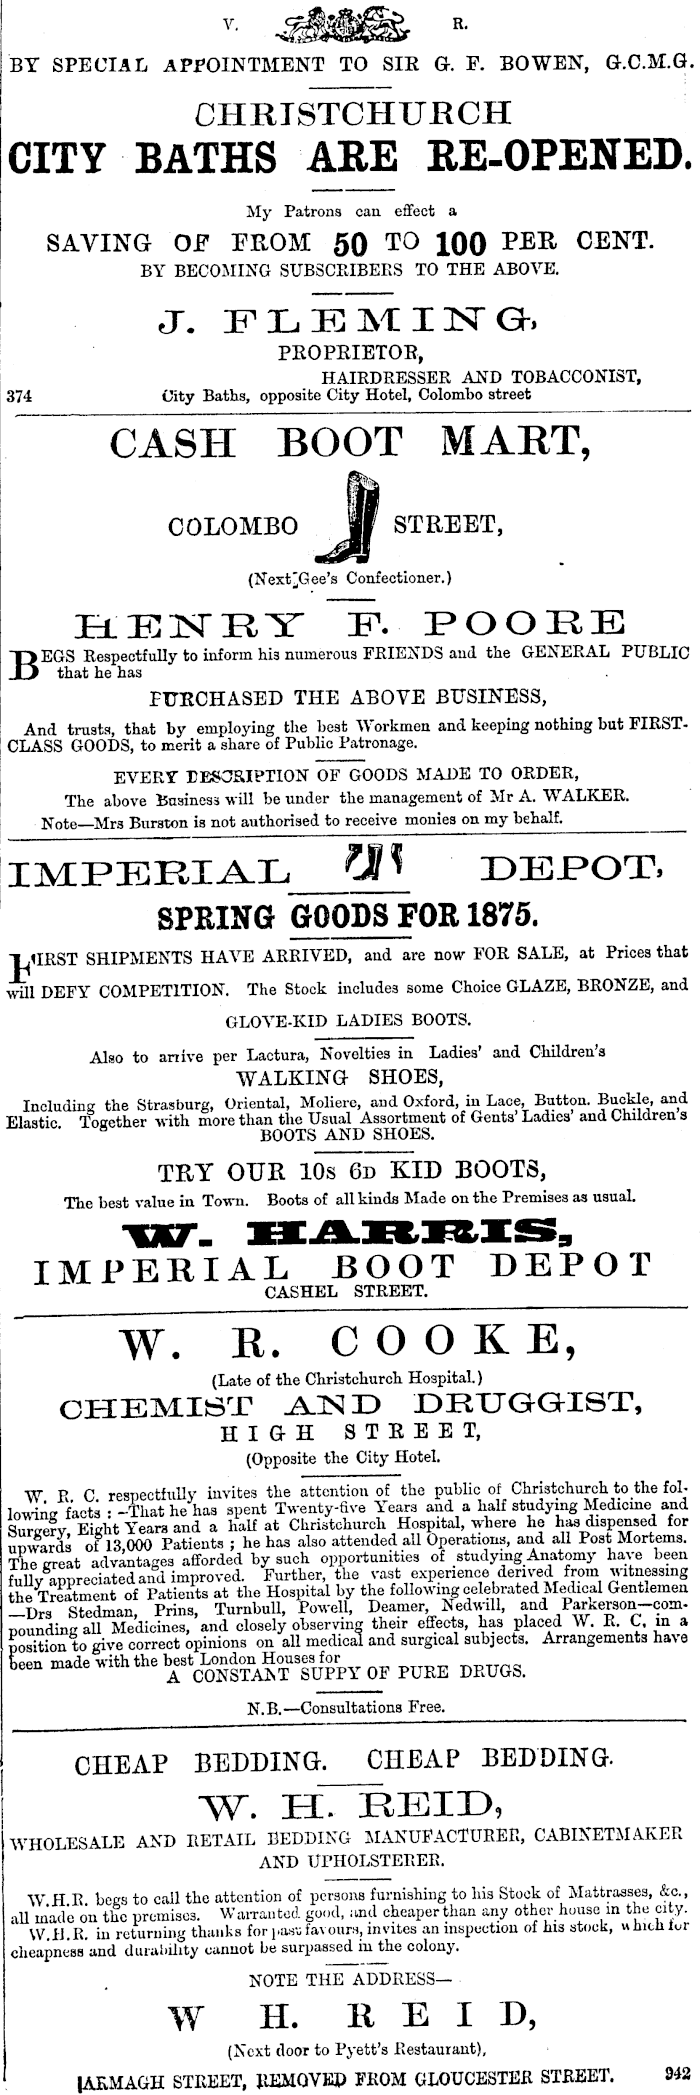 V. R.
BY SPECIAL APPOINTMENT TO SIR G. F. BOWEN, G.C.M.G.
CHRISTCHURCH
CITY BATHS ARE RE-OPENED.
My Patrons can effect a
SAVING OF FROM 50 TO 100 PER CENT.
BY BECOMING SUBSCRIBERS TO THE ABOVE.
J. FLEMING,
PROPRIETOR,
HAIRDRESSER AND TOBACCONIST,
374 City Baths, opposite City Hotel, Colombo street
CASH BOOT MART,
COLOMBO STREET,
(Next Gee's Confectioner.)
HENRY F. POORE
BEGS Respectfully to inform his numerous FRIENDS and the GENERAL PUBLIC
that he has
PURCHASED THE ABOVE BUSINESS,
And trusts, that by employing the best Workmen and keeping nothing but FIRST-
CLASS GOODS, to merit a share of Public Patronage.
EVERY DESCRIPTION OF GOODS MADE TO ORDER,
The above Business will be under the management of Mr A. WALKER.
Note—Mrs Burston is not authorised to receive monies on my behalf.
IMPERIAL DEPOT,
SPRING GOODS FOR 1875.
FIRST SHIPMENTS HAVE ARRIVED, and are now FOR SALE, at Prices that
will DEFY COMPETITION. The Stock includes some Choice GLAZE, BRONZE, and
GLOVE-KID LADIES BOOTS.
Also to arrive per Lactura, Novelties in Ladies' and Children's
WALKING SHOES,
Including the Strasburg, Oriental, Moliere, and Oxford, in Lace, Button. Buckle, and
Elastic. Together with more than the Usual Assortment of Gents' Ladies' and Children's
BOOTS AND SHOES.
TRY OUR 10s 6D KID BOOTS,
The best value in Town. Boots of all kinds Made on the Premises as usual.
W. HARRIS,
IMPERIAL BOOT DEPOT
CASHEL STREET.
W. R. COOKE,
(Late of the Christchurch Hospital.)
CHEMIST AND DRUGGIST,
HIGH STREET,
(Opposite the City Hotel.
W. R. C. respectfully invites the attention of the public of Christchurch to the fol-
lowing facts :—That he has spent Twenty-five Years and a half studying Medicine and
Surgery, Eight Years and a half at Christchurch Hospital, where he has dispensed for
upwards of 13,000 Patients ; he has also attended all Operations, and all Post Mortems.
The great advantages afforded by such opportunities of studying Anatomy have been
fully appreciated and improved. Further, the vast experience derived from witnessing
the Treatment of Patients at the Hospital by the following celebrated Medical Gentlemen
—Drs Stedman, Prins, Turnbull, Powell, Deamer, Nedwill, and Parkerson—com-
pounding all Medicines, and closely observing their effects, has placed W. R. C, in a
position to give correct opinions on all medical and surgical subjects. Arrangements have
been made with the best London Houses for
A CONSTANT SUPPY OF PURE DRUGS.
N.B.—Consultations Free.
CHEAP BEDDING. CHEAP BEDDING.
W. H. REID,
WHOLESALE AND RETAIL BEDDING MANUFACTURER, CABINETMAKER
AND UPHOLSTERER.
W.H.R. begs to call the attention of persons furnishing to his Stock of Mattrasses, &c.,
all made on the premises. Warranted good, and cheaper than any other house in the city.
W.H.R. in returning thanks for past favours, invites an inspection of his stock, which for
cheapness and durability cannot be surpassed in the colony.
NOTE THE ADDRESS—
W H. REID,
(Next door to Pyett's Restaurant),
ARMAGH STREET, REMOVED FROM GLOUCESTER STREET. 942